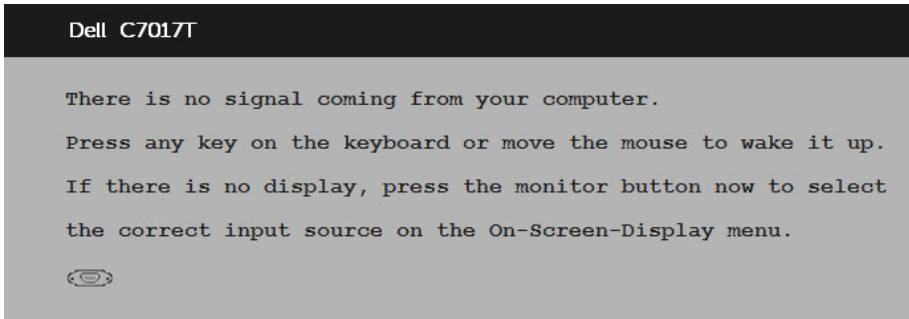 Dell C7017T
There is no signal coming from your computer.
Press any key on the keyboard or move the mouse to wake it up.
If there is no display, press the monitor button now to select
the correct input source on the On-Screen-Display menu.